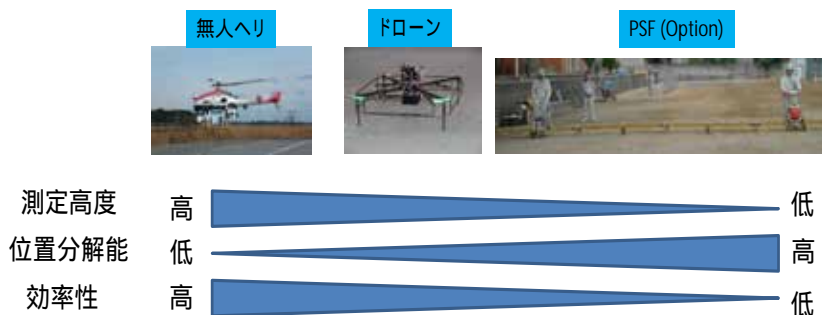 無人ヘリ ドローン PSF (Option)
測定高度 高 低
位置分解能 低 高
効率性 高 低